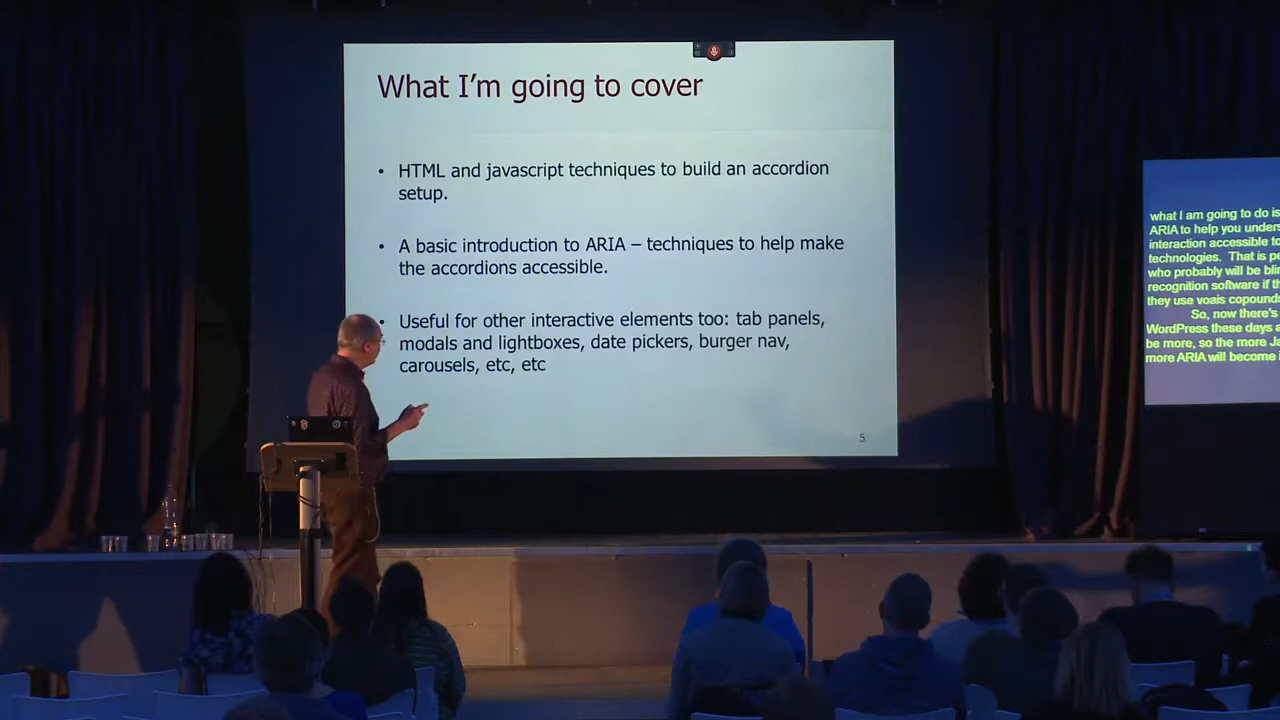 What I'm going to cover
• HTML and javascript techniques to build an accordion
setup.
• A basic introduction to ARIA – techniques to help make
the accordions accessible.
• Useful for other interactive elements too: tab panels,
modals and lightboxes, date pickers, burger nav,
carousels, etc, etc
5
what I am going to do is
ARIA to help you unders
interaction accessible to
technologies. That is pe
who probably will be blin
recognition software if th
they use voais copounds
So, now there's
WordPress these days a
be more, so the more Ja
more ARIA will become i